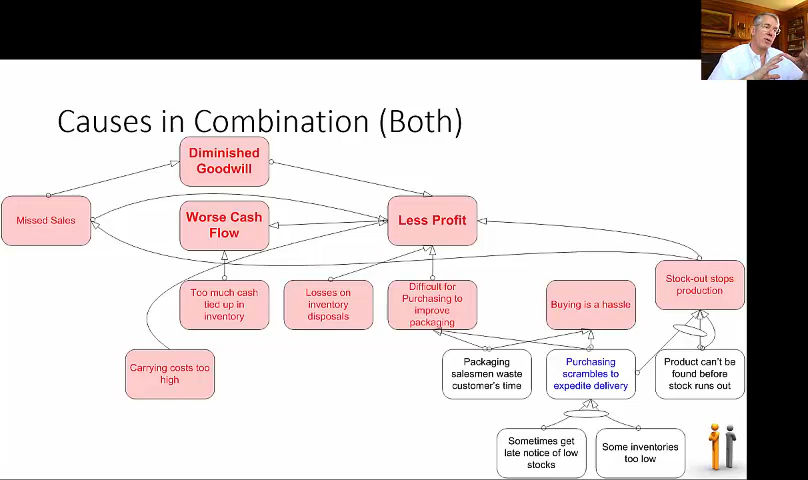 Causes in Combination (Both)
Diminished
Goodwill
Missed Sales
Worse Cash
Flow
Less Profit
Too much cash
tied up in
inventory
Losses on
inventory
disposals
Difficult for
Purchasing to
improve
packaging
Buying is a hassle
Stock-out stops
production
Carrying costs too
high
Packaging
salesmen waste
customer's time
Purchasing
scrambles to
expedite delivery
Product can't be
found before
stock runs out
Sometimes get
late notice of low
stocks
Some inventories
too low